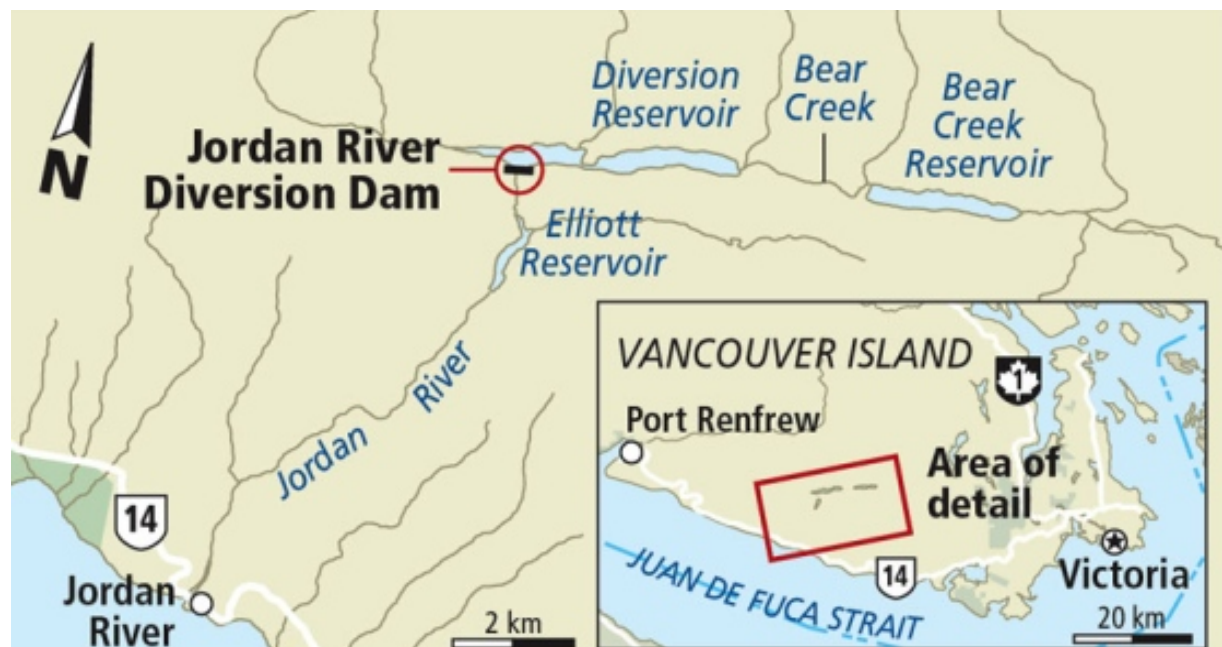 N
Jordan River
Diversion Dam
Diversion
Reservoir
Bear
Creek
Bear
Creek
Reservoir
Elliott
Reservoir
Jordan River
14
Jordan
River
2 km
VANCOUVER ISLAND
1
Port Renfrew
Area of
detail
14
Victoria
JUAN DE FUCA STRAIT
20 km